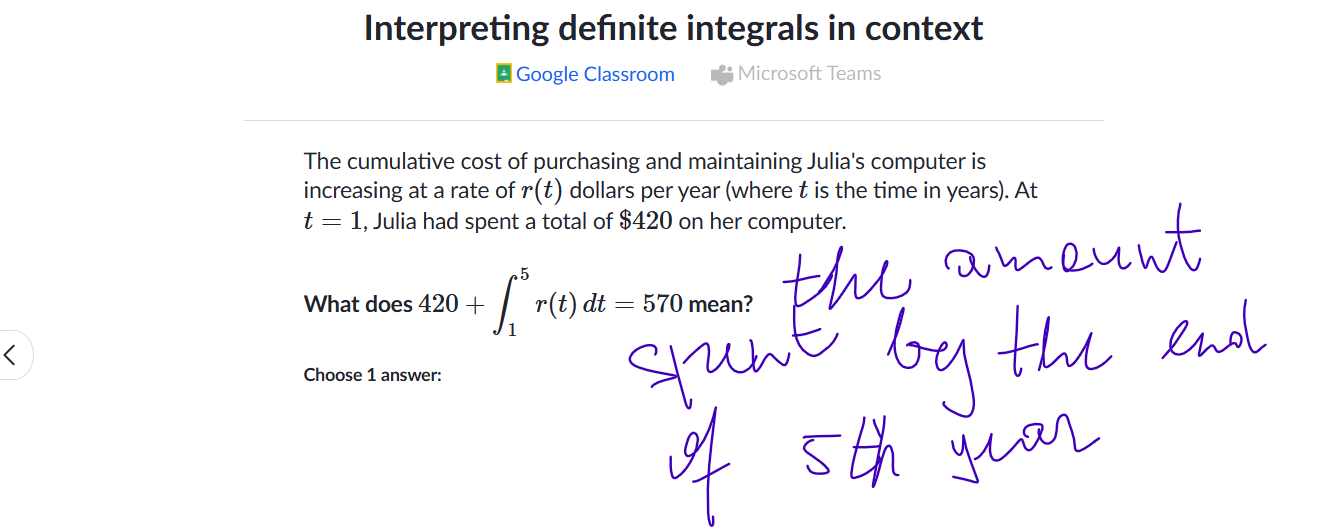 Interpreting definite integrals in context
Google Classroom Microsoft Teams
The cumulative cost of purchasing and maintaining Julia's computer is
increasing at a rate of r(t) dollars per year (where t is the time in years). At
t = 1, Julia had spent a total of $420 on her computer.
What does 420 + ∫₁⁵ r(t) dt = 570 mean?
Choose 1 answer:
the amount
spent by the end
of 5th year